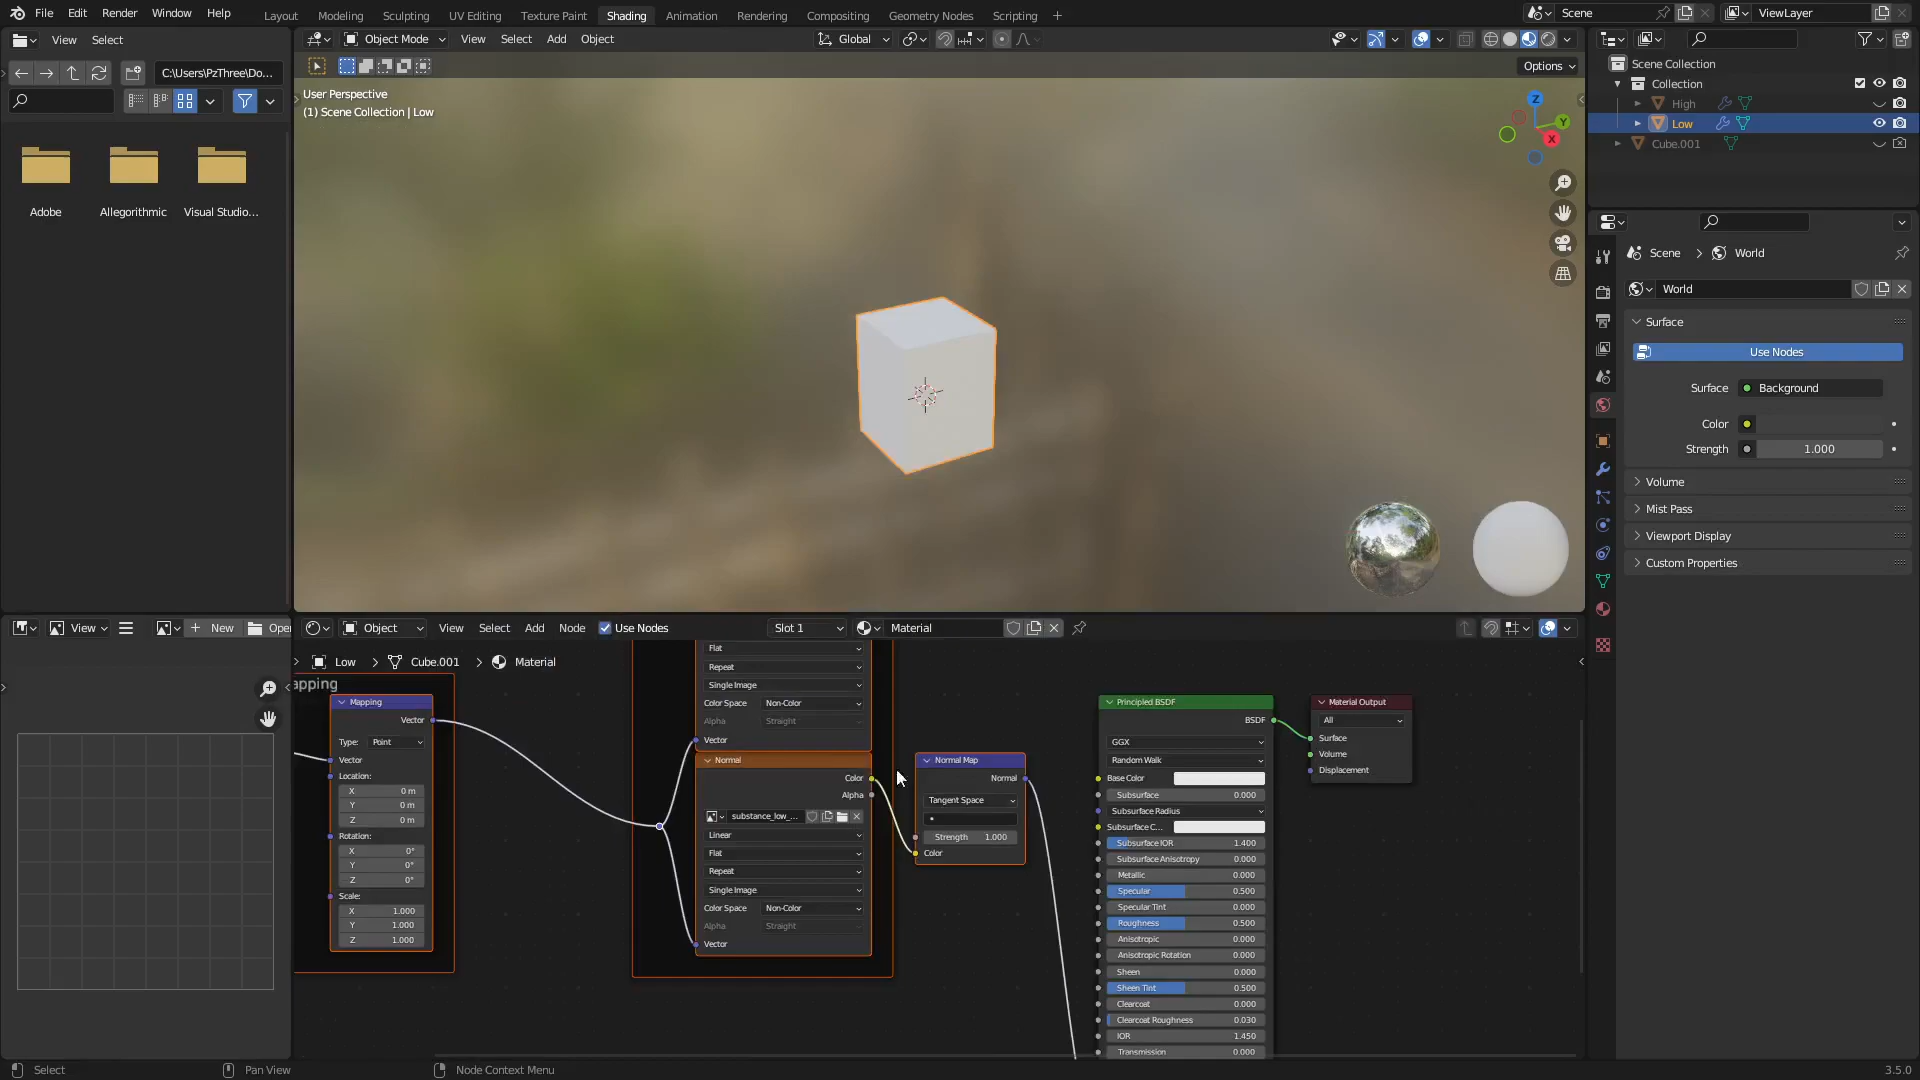 File Edit Render Window Help Layout Modeling Sculpting UV Editing Texture Paint Shading Animation Rendering Compositing Geometry Nodes Scripting + Scene ViewLayer
View Select
C:\Users\PzThree\Do...
Adobe Allegorithmic Visual Studio...
Object Mode View Select Add Object Global
Options
User Perspective
(1) Scene Collection | Low
Z
Y
X
Scene Collection
Collection
High
Low
Cube.001
Scene > World
World
Surface
Use Nodes
Surface Background
Color
Strength 1.000
Volume
Mist Pass
Viewport Display
Custom Properties
View + New Open
Object View Select Add Node Use Nodes Slot 1 Material
Low > Cube.001 > Material
apping
Mapping
Vector
Type: Point
Vector
Location:
X 0 m
Y 0 m
Z 0 m
Rotation:
X 0°
Y 0°
Z 0°
Scale:
X 1.000
Y 1.000
Z 1.000
Flat
Repeat
Single Image
Color Space Non-Color
Alpha Straight
Vector
Normal
Color
Alpha
substance_low_...
Linear
Flat
Repeat
Single Image
Color Space Non-Color
Alpha Straight
Vector
Normal Map
Normal
Tangent Space
Strength 1.000
Color
Principled BSDF
BSDF
GGX
Random Walk
Base Color
Subsurface 0.000
Subsurface Radius
Subsurface C...
Subsurface IOR 1.400
Subsurface Anisotropy 0.000
Metallic 0.000
Specular 0.500
Specular Tint 0.000
Roughness 0.500
Anisotropic 0.000
Anisotropic Rotation 0.000
Sheen 0.000
Sheen Tint 0.500
Clearcoat 0.000
Clearcoat Roughness 0.030
IOR 1.450
Transmission 0.000
Material Output
All
Surface
Volume
Displacement
Select Pan View Node Context Menu 3.5.0